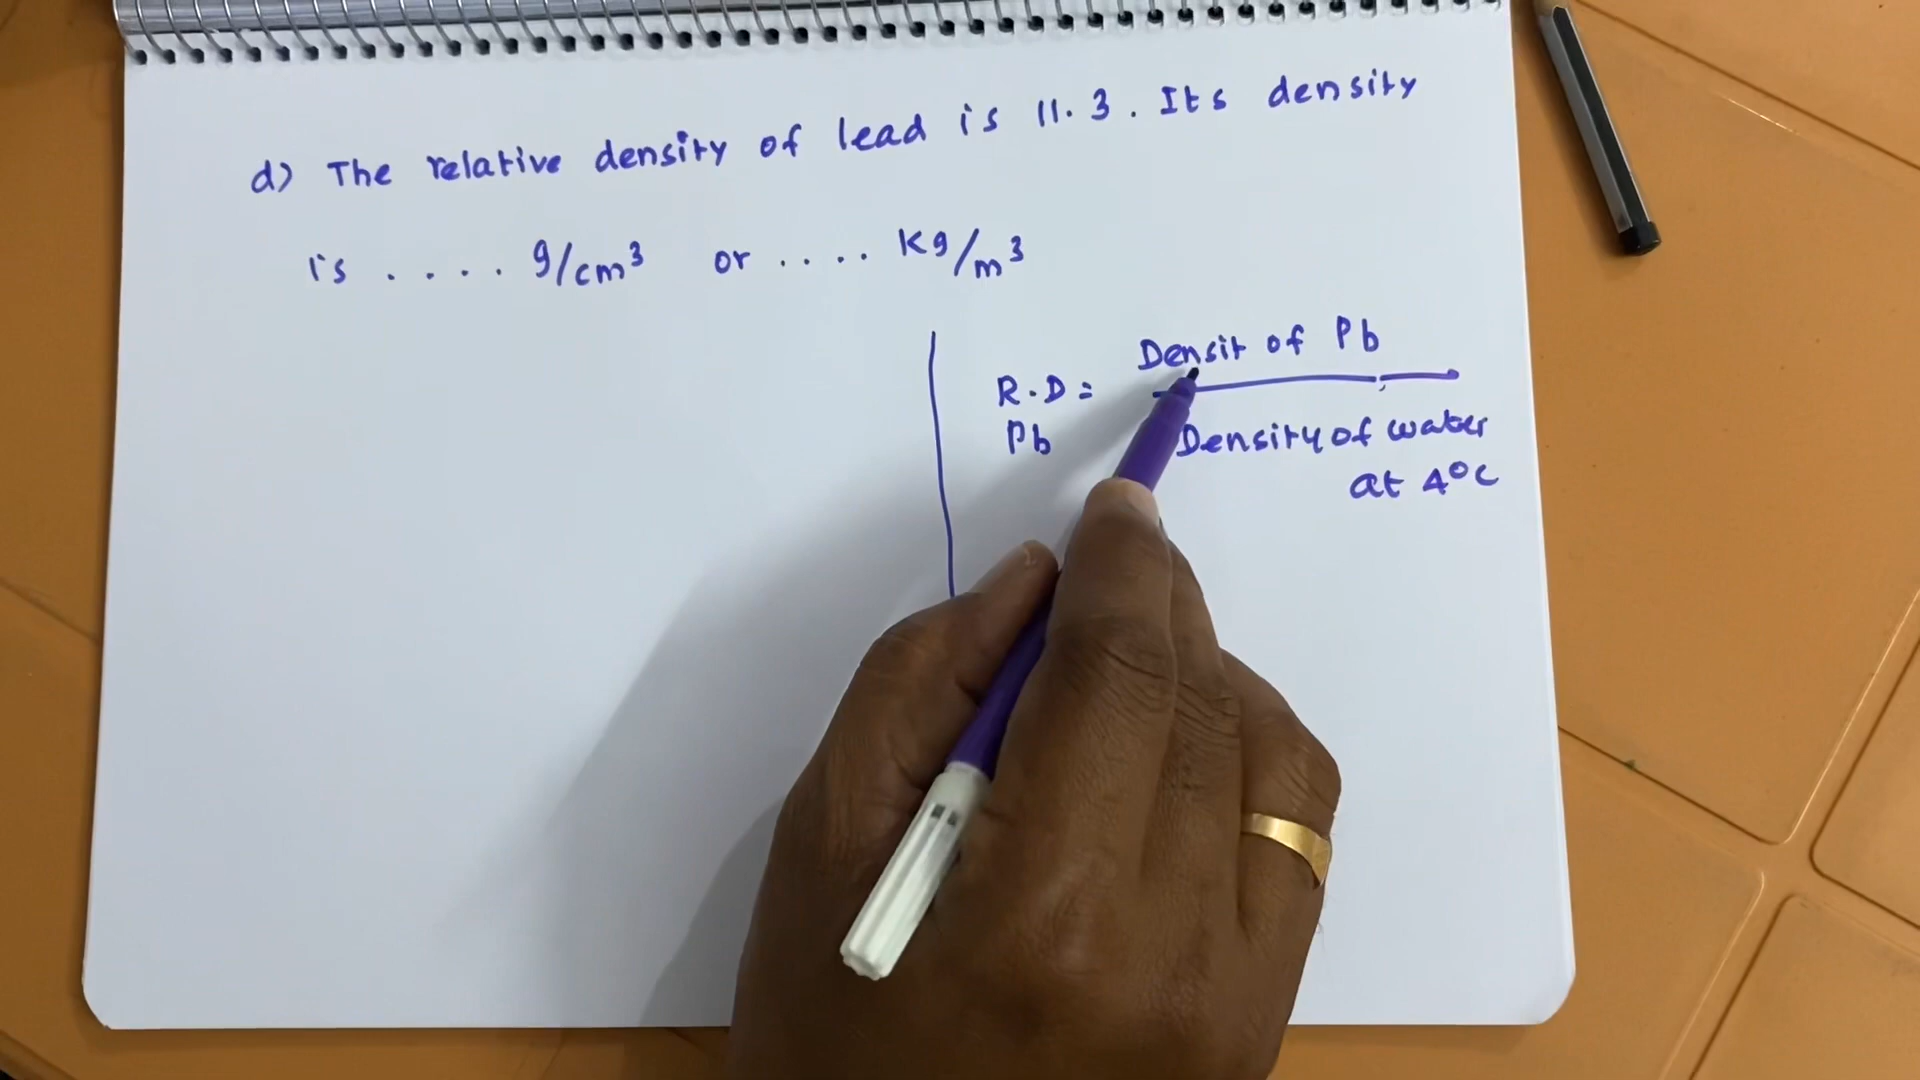 d) The relative density of lead is 11.3. Its density
is .... g/cm³ or .... Kg/m³
Densit of Pb
R.D =
Pb
Density of water
at 4°C